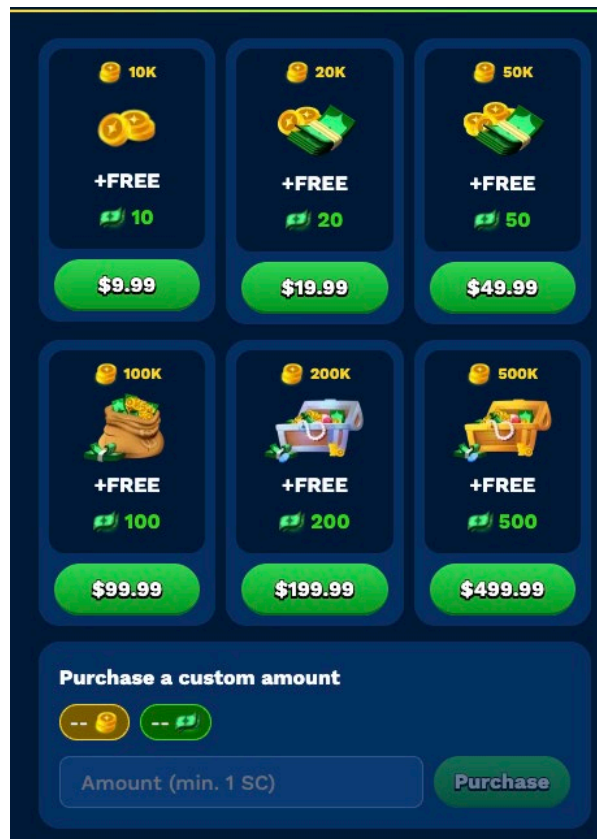 10K
20K
50K
+FREE
+FREE
+FREE
10
20
50
$9.99
$19.99
$49.99
100K
200K
500K
+FREE
+FREE
+FREE
100
200
500
$99.99
$199.99
$499.99
Purchase a custom amount
--
--
Amount (min. 1 SC)
Purchase